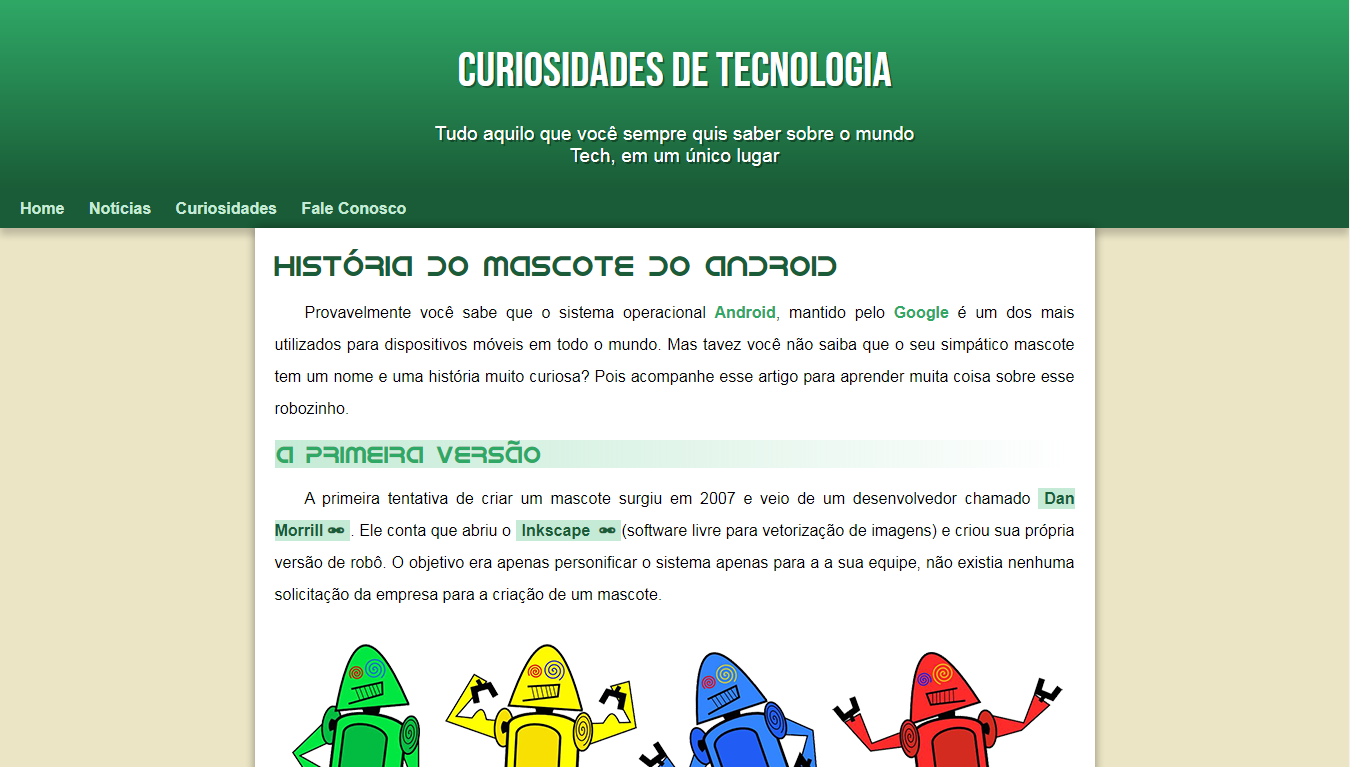 CURIOSIDADES DE TECNOLOGIA
Tudo aquilo que você sempre quis saber sobre o mundo
Tech, em um único lugar
Home Notícias Curiosidades Fale Conosco
HISTÓRIA DO MASCOTE DO ANDROID
Provavelmente você sabe que o sistema operacional Android, mantido pelo Google é um dos mais
utilizados para dispositivos móveis em todo o mundo. Mas tavez você não saiba que o seu simpático mascote
tem um nome e uma história muito curiosa? Pois acompanhe esse artigo para aprender muita coisa sobre esse
robozinho.
A PRIMEIRA VERSÃO
A primeira tentativa de criar um mascote surgiu em 2007 e veio de um desenvolvedor chamado Dan
Morrill. Ele conta que abriu o Inkscape (software livre para vetorização de imagens) e criou sua própria
versão de robô. O objetivo era apenas personificar o sistema apenas para a a sua equipe, não existia nenhuma
solicitação da empresa para a criação de um mascote.